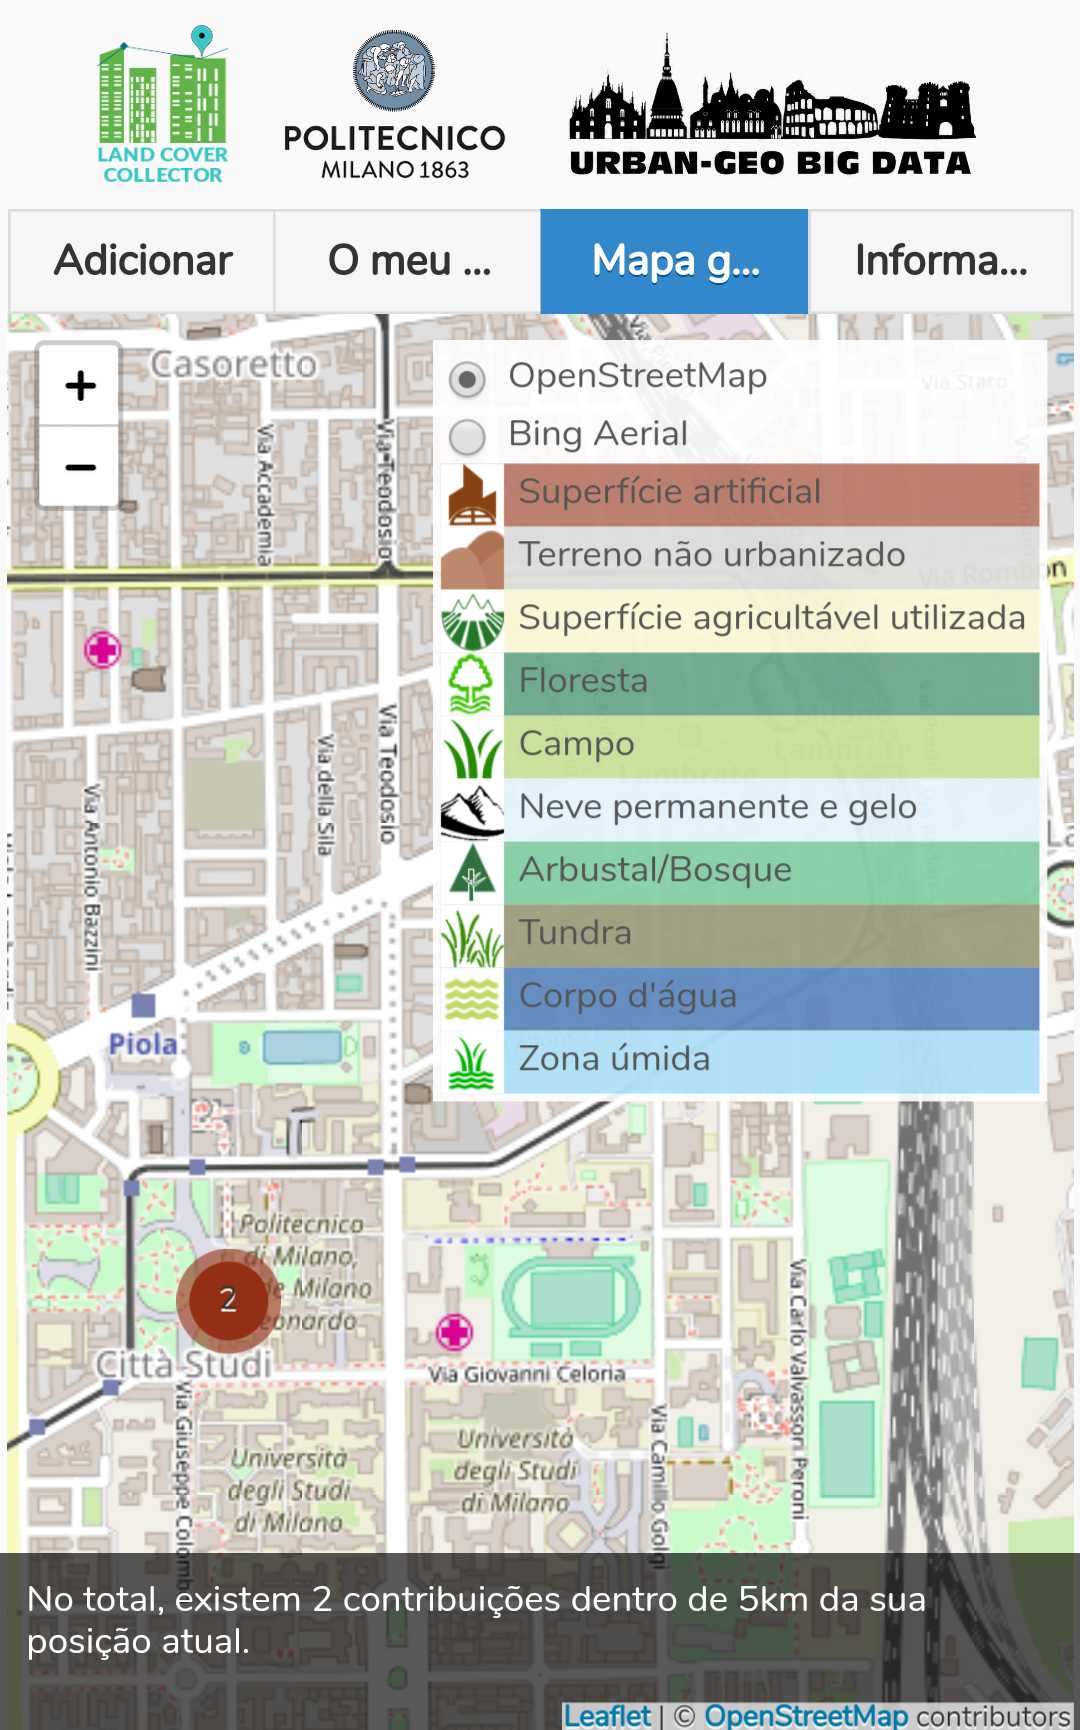 LAND COVER
COLLECTOR
POLITECNICO
MILANO 1863
URBAN-GEO BIG DATA
Adicionar
O meu ...
Mapa g...
Informa...
+
−
Casoretto
Via Accademia
Via Teodosio
OpenStreetMap
Bing Aerial
Superfície artificial
Terreno não urbanizado
Superfície agricultável utilizada
Floresta
Campo
Neve permanente e gelo
Arbustal/Bosque
Tundra
Corpo d'água
Zona úmida
Via Staro
Via Rombon
Lambrate
Via Antonio Bazzini
Via della Sila
Via Teodosio
Piola
Politecnico
di Milano,
Milano
eonardo
2
Città Studi
Via Giovanni Celoria
Via Giuseppe Colomb
Università
degli Studi
di Milano
Università
degli Studi
di Milano
Via Camillo Golgi
Via Carlo Valvassori Peroni
No total, existem 2 contribuições dentro de 5km da sua
posição atual.
Leaflet | © OpenStreetMap contributors